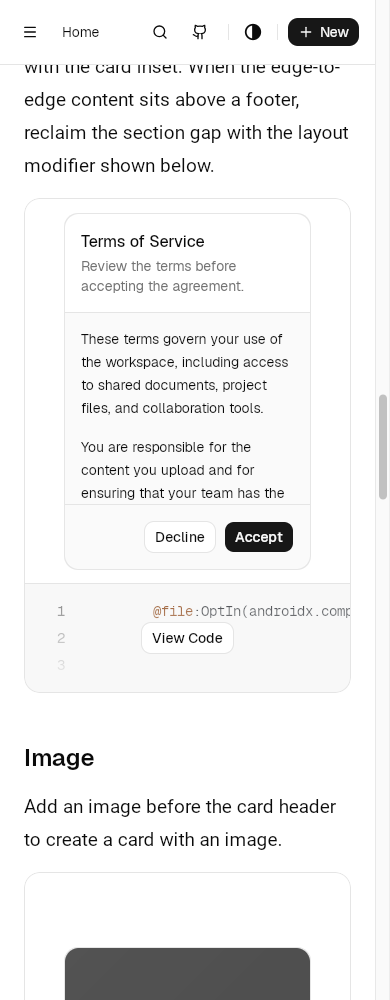 Home
New
with the card inset. When the edge-to-
edge content sits above a footer,
reclaim the section gap with the layout
modifier shown below.
Terms of Service
Review the terms before
accepting the agreement.
These terms govern your use of
the workspace, including access
to shared documents, project
files, and collaboration tools.
You are responsible for the
content you upload and for
ensuring that your team has the
Decline
Accept
1 @file:OptIn(androidx.comp
2
View Code
3
Image
Add an image before the card header
to create a card with an image.